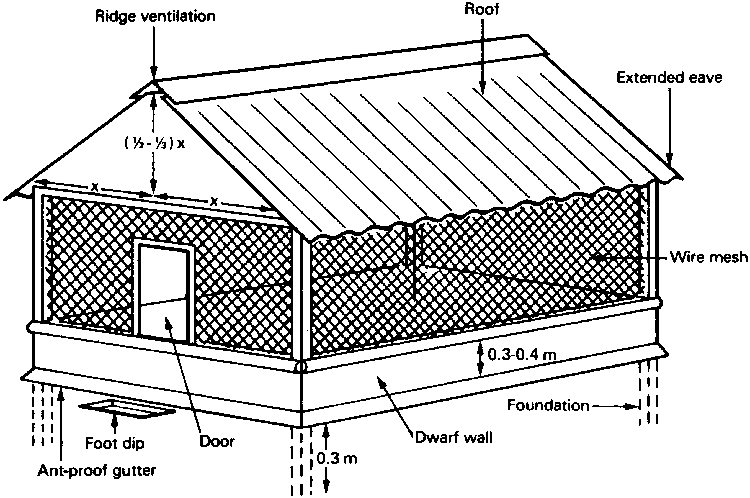 Ridge ventilation
Roof
Extended eave
(½-⅓) x
x
x
Wire mesh
0.3-0.4 m
Foundation
Dwarf wall
Door
Foot dip
Ant-proof gutter
0.3 m